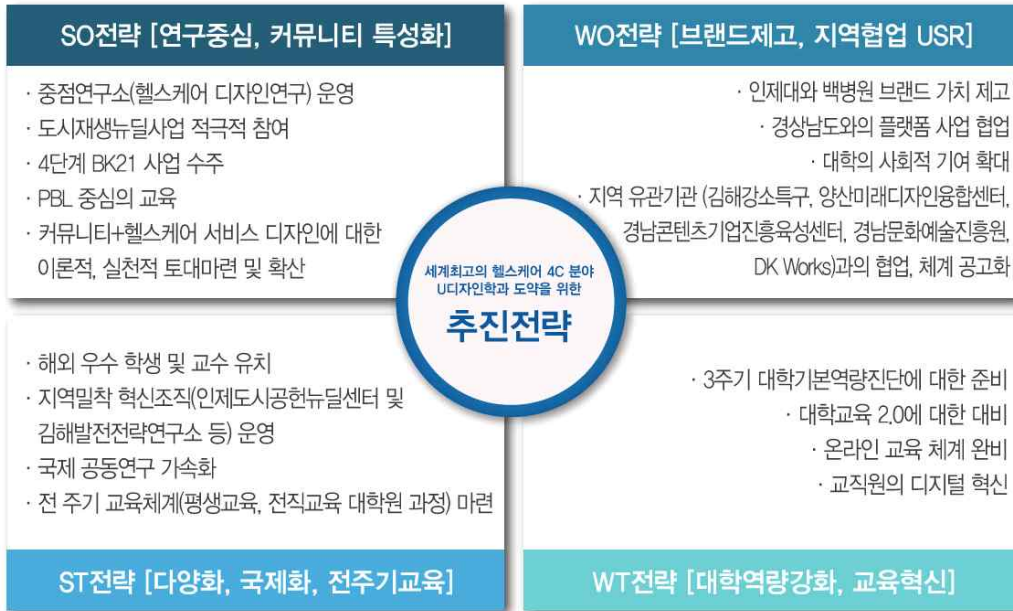 SO전략 [연구중심, 커뮤니티 특성화]
· 중점연구소(헬스케어 디자인연구) 운영
· 도시재생뉴딜사업 적극적 참여
· 4단계 BK21 사업 수주
· PBL 중심의 교육
· 커뮤니티+헬스케어 서비스 디자인에 대한
이론적, 실천적 토대마련 및 확산
WO전략 [브랜드제고, 지역협업 USR]
· 인제대와 백병원 브랜드 가치 제고
· 경상남도와의 플랫폼 사업 협업
· 대학의 사회적 기여 확대
· 지역 유관기관 (김해강소특구, 양산미래디자인융합센터,
경남콘텐츠기업진흥육성센터, 경남문화예술진흥원,
DK Works)과의 협업, 체계 공고화
세계최고의 헬스케어 4C 분야
U디자인학과 도약을 위한
추진전략
· 해외 우수 학생 및 교수 유치
· 지역밀착 혁신조직(인제도시공헌뉴딜센터 및
김해발전전략연구소 등) 운영
· 국제 공동연구 가속화
· 전 주기 교육체계(평생교육, 전직교육 대학원 과정) 마련
ST전략 [다양화, 국제화, 전주기교육]
· 3주기 대학기본역량진단에 대한 준비
· 대학교육 2.0에 대한 대비
· 온라인 교육 체계 완비
· 교직원의 디지털 혁신
WT전략 [대학역량강화, 교육혁신]